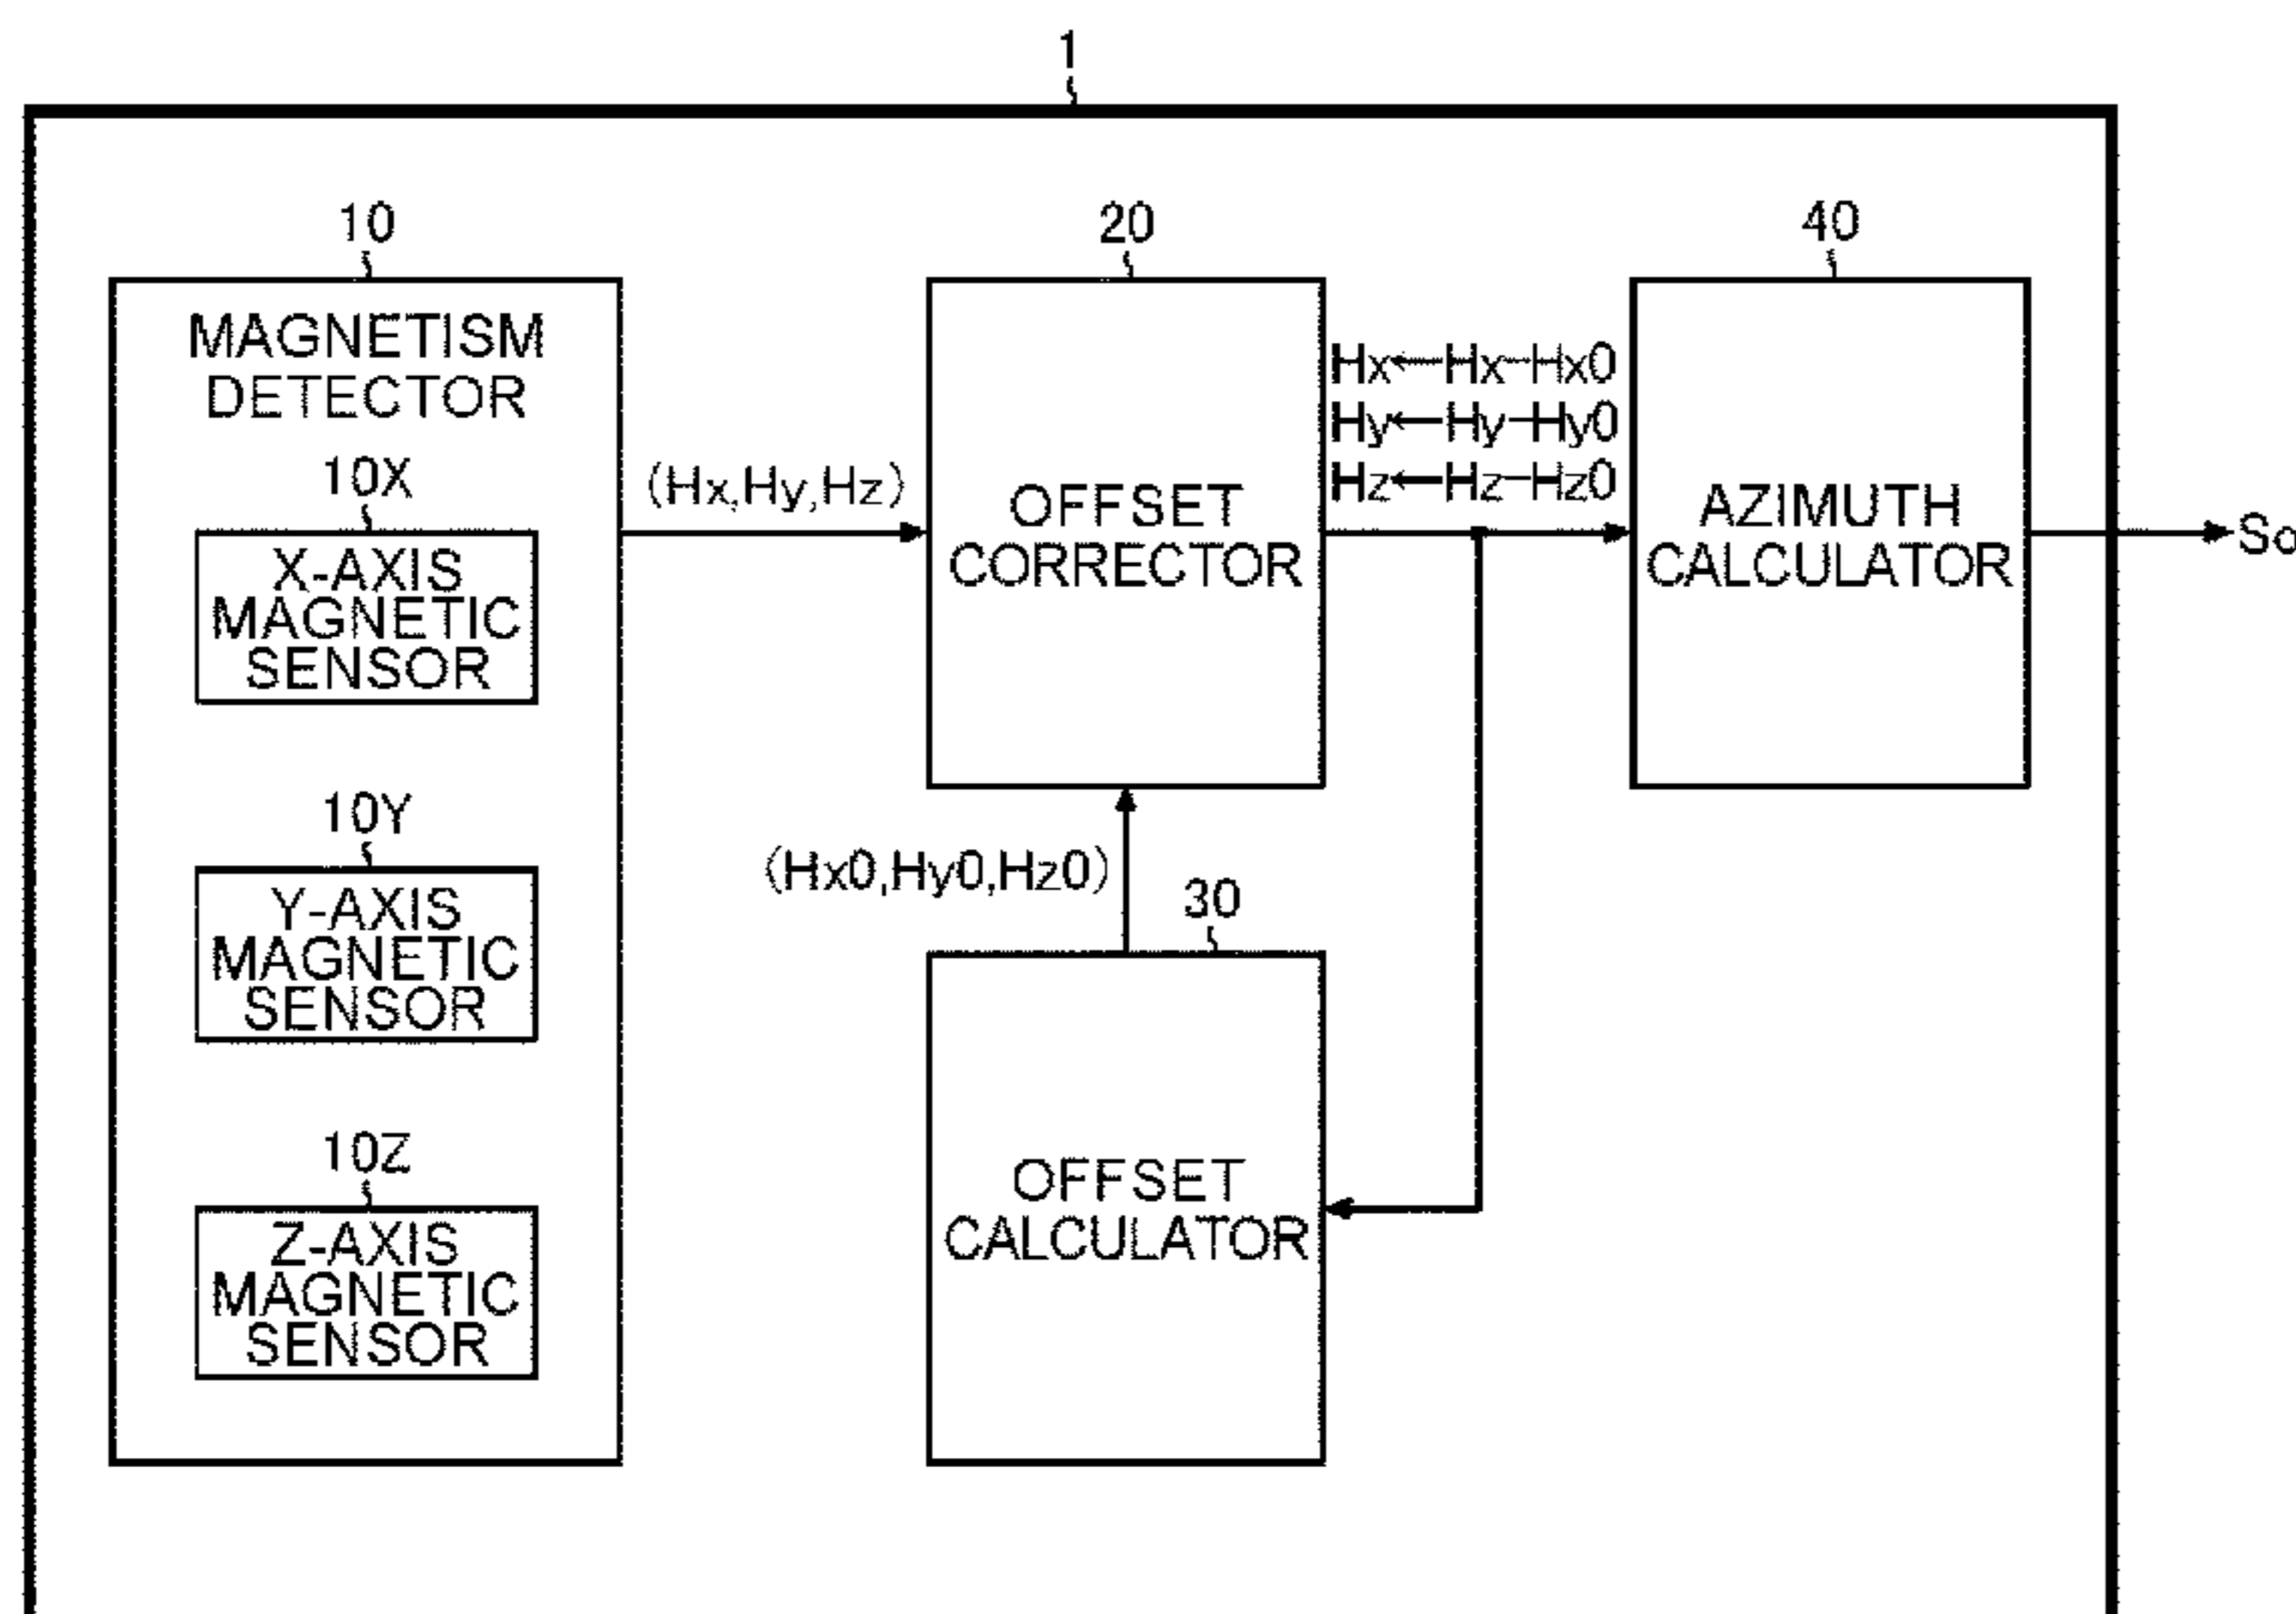 1
10
MAGNETISM
DETECTOR
10X
X-AXIS
MAGNETIC
SENSOR
10Y
Y-AXIS
MAGNETIC
SENSOR
10Z
Z-AXIS
MAGNETIC
SENSOR
(Hx,Hy,Hz)
20
OFFSET
CORRECTOR
(Hx0,Hy0,Hz0)
30
OFFSET
CALCULATOR
Hx←Hx−Hx0
Hy←Hy−Hy0
Hz←Hz−Hz0
40
AZIMUTH
CALCULATOR
So